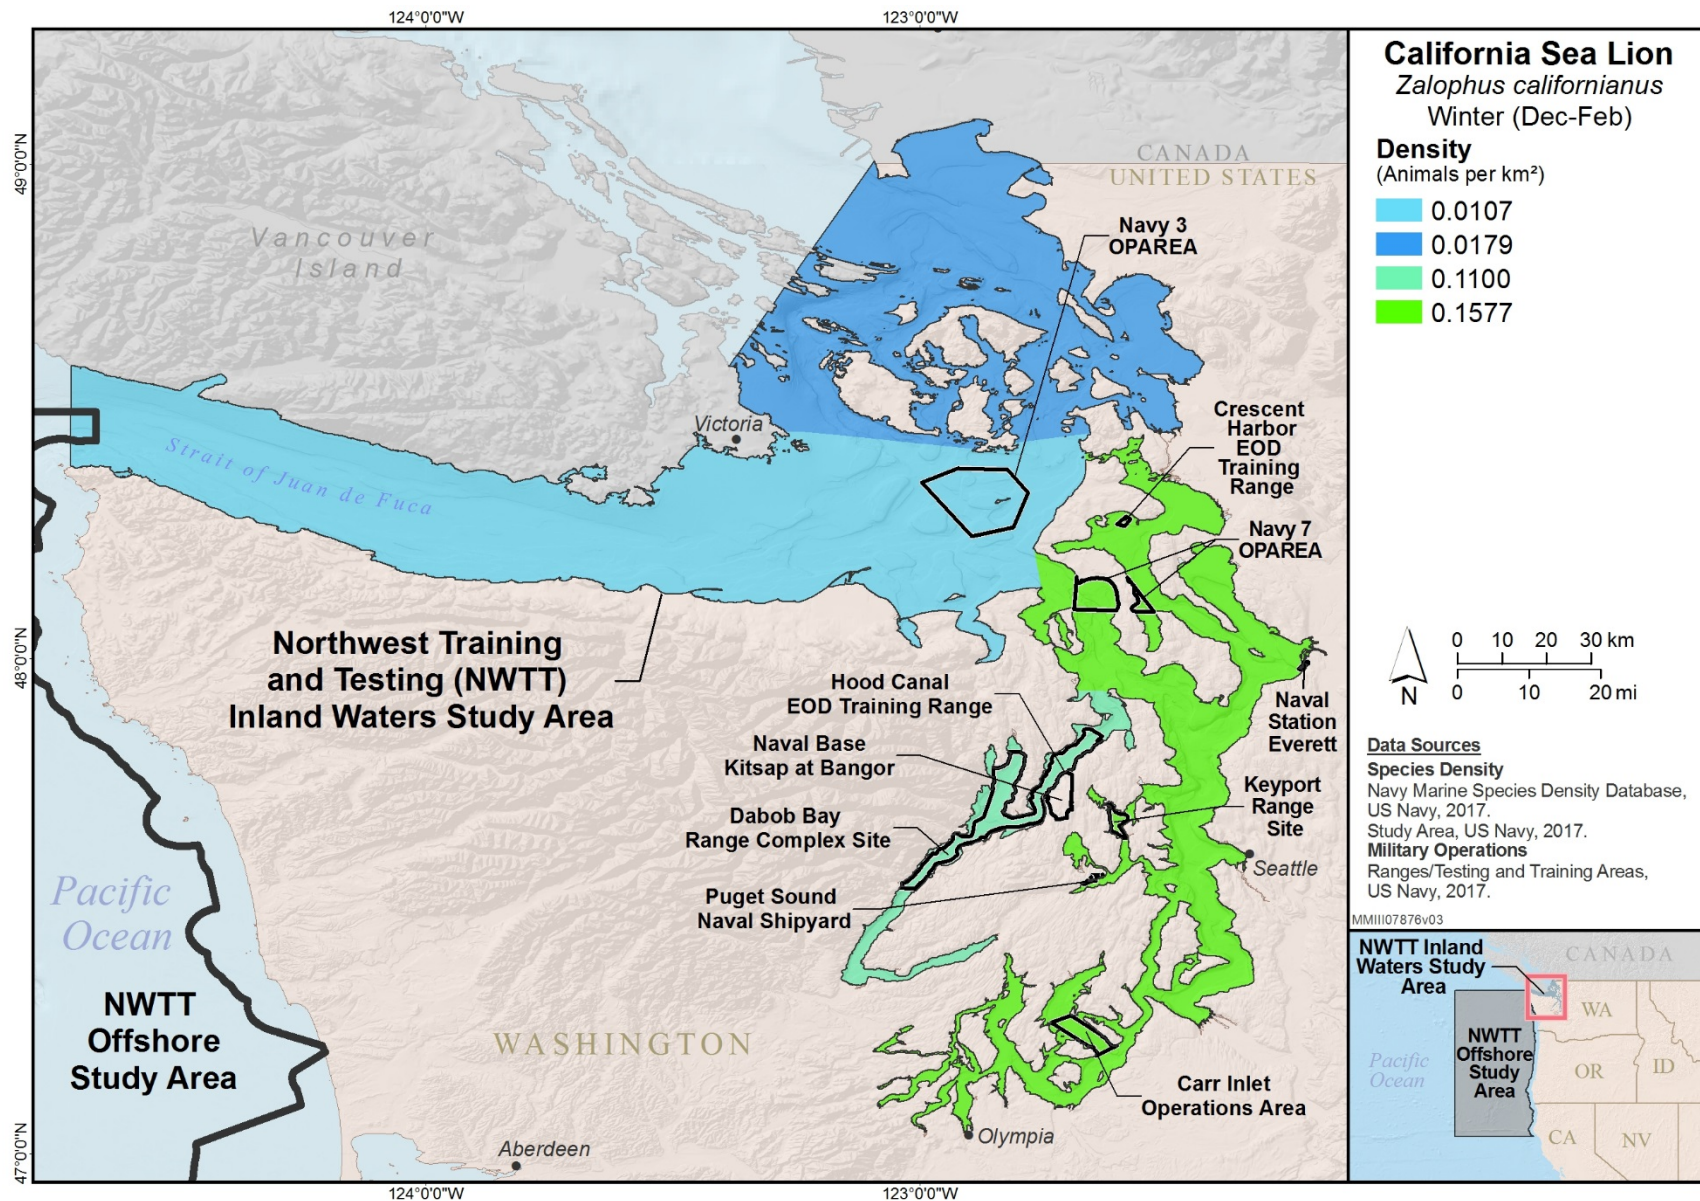 124°0'0"W
123°0'0"W
49°0'0"N
48°0'0"N
47°0'0"N
124°0'0"W
123°0'0"W
CANADA
UNITED STATES
Vancouver
Island
Navy 3
OPAREA
Victoria
Strait of Juan de Fuca
Crescent
Harbor
EOD
Training
Range
Navy 7
OPAREA
Northwest Training
and Testing (NWTT)
Inland Waters Study Area
Hood Canal
EOD Training Range
Naval Base
Kitsap at Bangor
Dabob Bay
Range Complex Site
Puget Sound
Naval Shipyard
Naval
Station
Everett
Keyport
Range
Site
Seattle
Pacific
Ocean
NWTT
Offshore
Study Area
WASHINGTON
Carr Inlet
Operations Area
Olympia
Aberdeen
California Sea Lion
Zalophus californianus
Winter (Dec-Feb)
Density
(Animals per km²)
0.0107
0.0179
0.1100
0.1577
N
0 10 20 30 km
0 10 20 mi
Data Sources
Species Density
Navy Marine Species Density Database,
US Navy, 2017.
Study Area, US Navy, 2017.
Military Operations
Ranges/Testing and Training Areas,
US Navy, 2017.
MMIII07876v03
NWTT Inland
Waters Study
Area
CANADA
WA
NWTT
Offshore
Study
Area
Pacific
Ocean
OR
ID
CA
NV